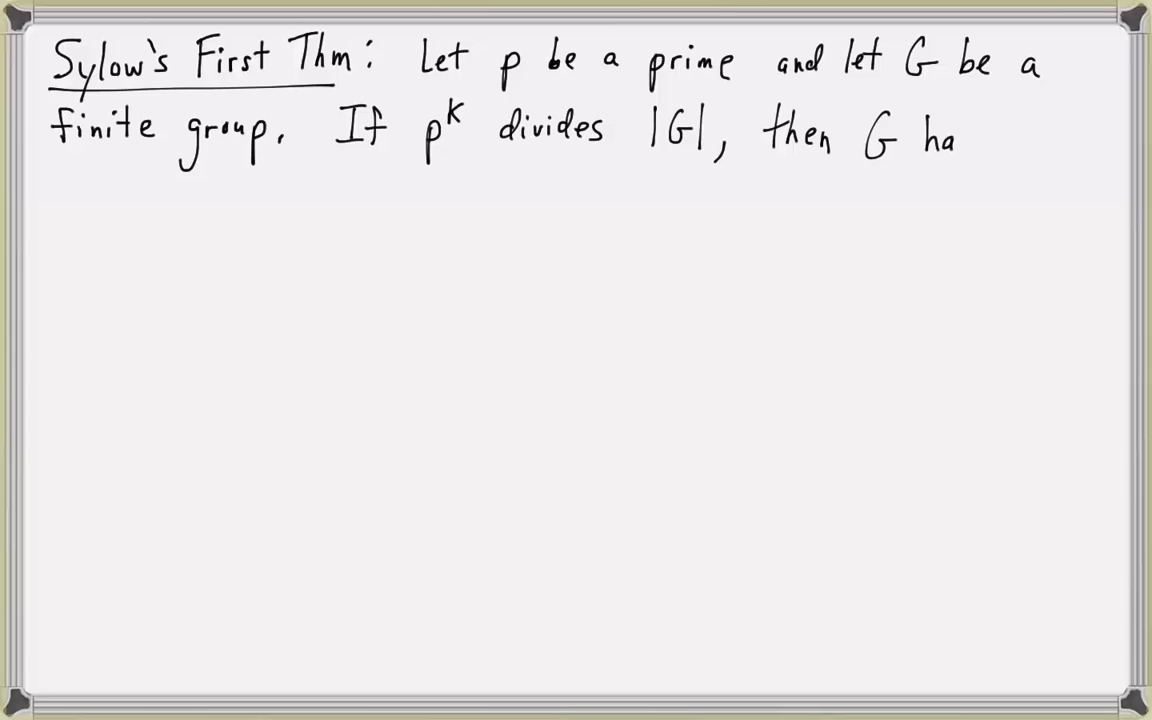 Sylow's First Thm: Let p be a prime and let G be a
finite group. If p^k divides |G|, then G ha